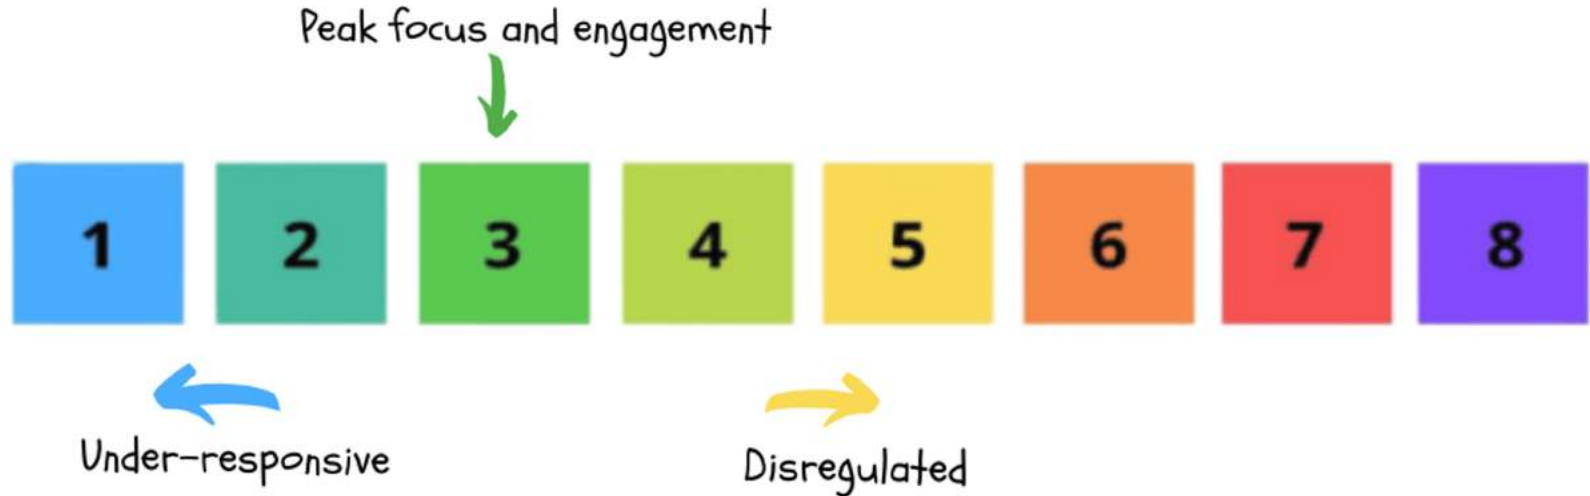 Peak focus and engagement
1 2 3 4 5 6 7 8
Under-responsive
Disregulated